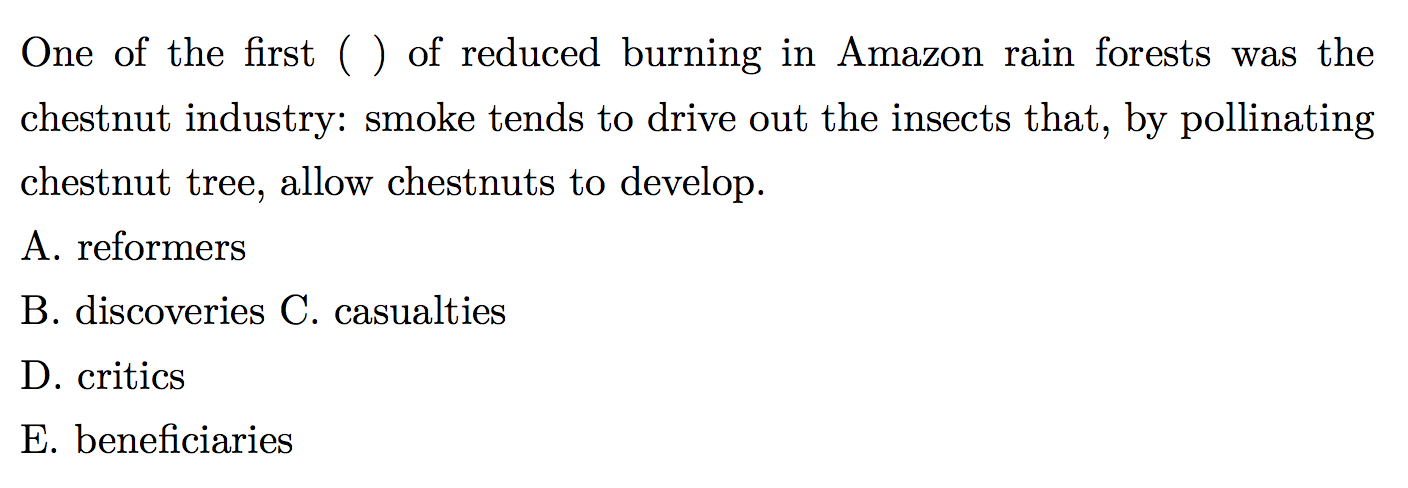 One of the first ( ) of reduced burning in Amazon rain forests was the
chestnut industry: smoke tends to drive out the insects that, by pollinating
chestnut tree, allow chestnuts to develop.
A. reformers
B. discoveries C. casualties
D. critics
E. beneficiaries